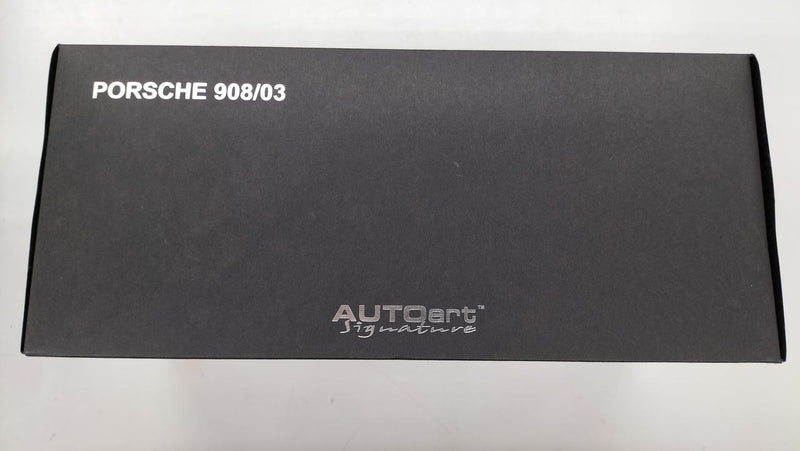 PORSCHE 908/03
AUTOart™
Signature